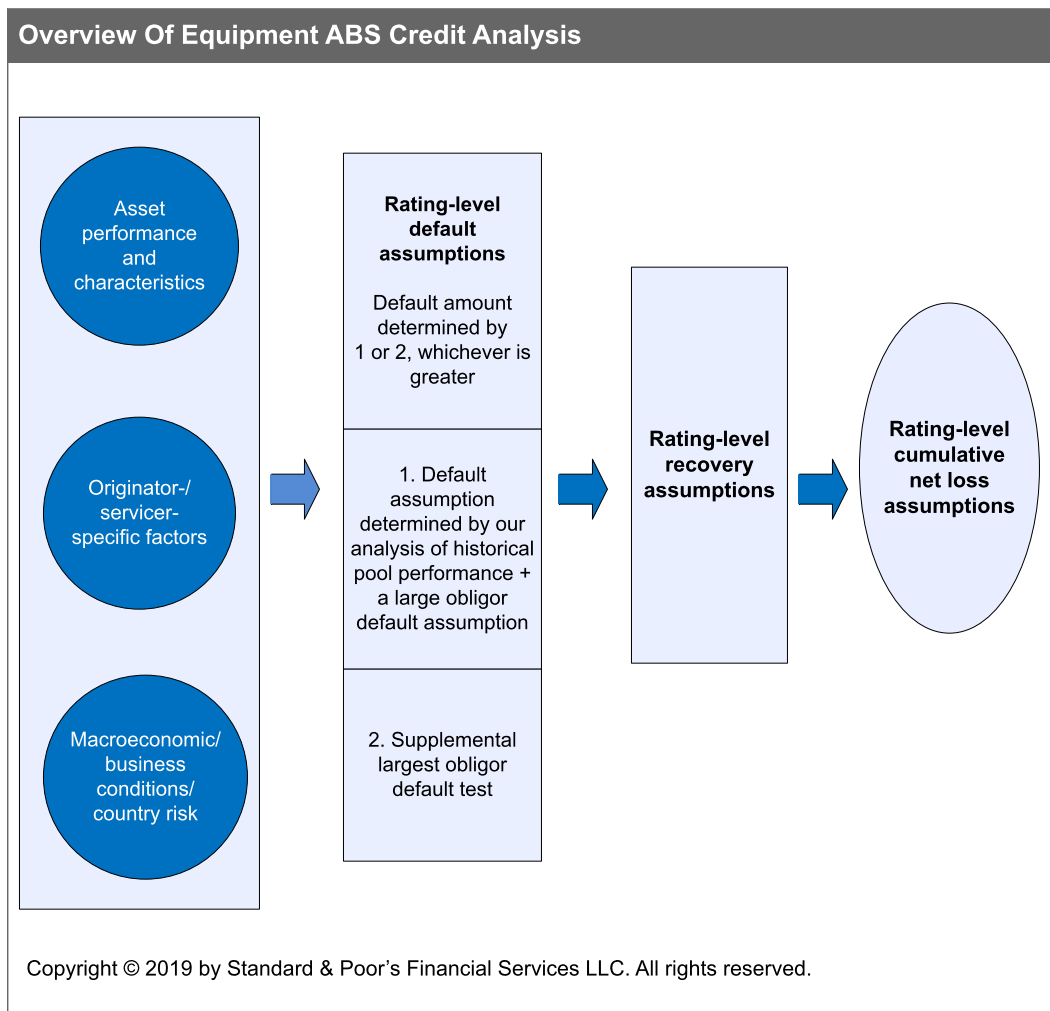 Overview Of Equipment ABS Credit Analysis
Asset
performance
and
characteristics
Originator-/
servicer-
specific factors
Macroeconomic/
business
conditions/
country risk
Rating-level
default
assumptions
Default amount
determined by
1 or 2, whichever is
greater
1. Default
assumption
determined by our
analysis of historical
pool performance +
a large obligor
default assumption
2. Supplemental
largest obligor
default test
Rating-level
recovery
assumptions
Rating-level
cumulative
net loss
assumptions
Copyright © 2019 by Standard & Poor’s Financial Services LLC. All rights reserved.